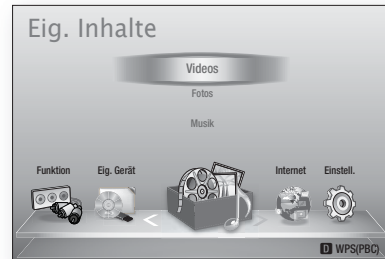 Eig. Inhalte
Videos
Fotos
Musik
Funktion Eig. Gerät Internet Einstell.
D WPS(PBC)